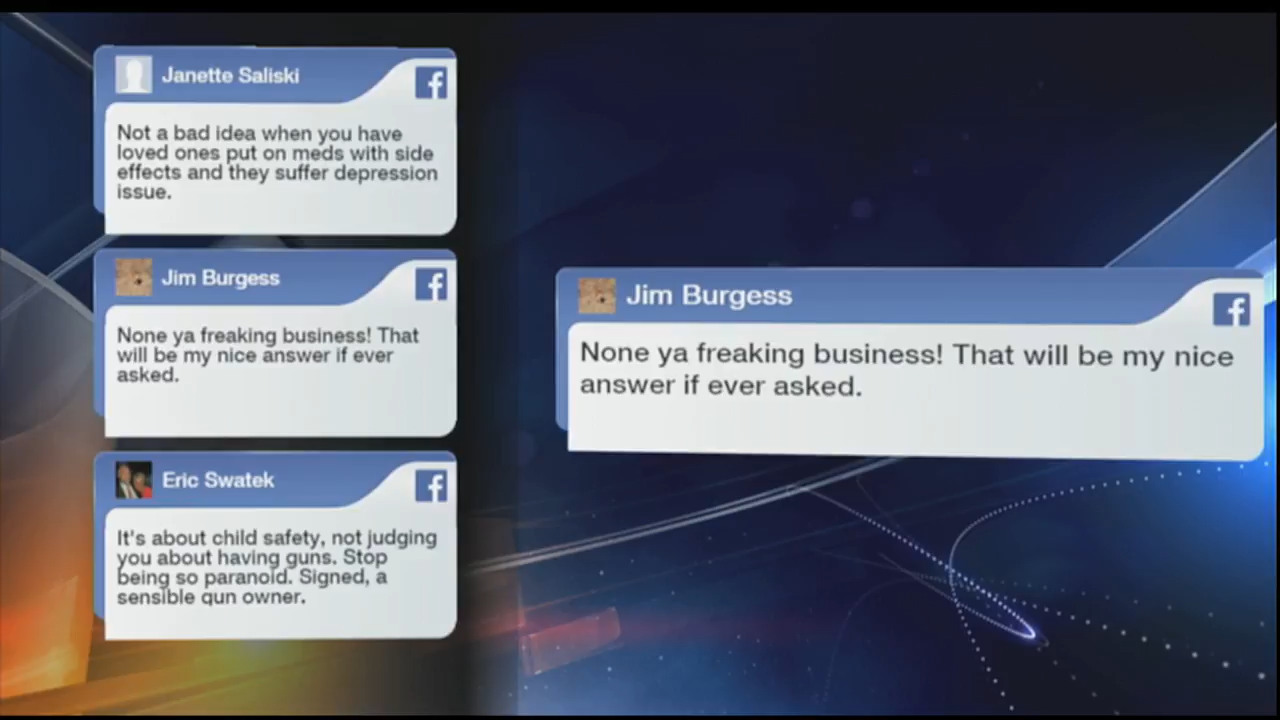 Janette Saliski
Not a bad idea when you have
loved ones put on meds with side
effects and they suffer depression
issue.
Jim Burgess
None ya freaking business! That
will be my nice answer if ever
asked.
Eric Swatek
It's about child safety, not judging
you about having guns. Stop
being so paranoid. Signed, a
sensible gun owner.
Jim Burgess
None ya freaking business! That will be my nice
answer if ever asked.